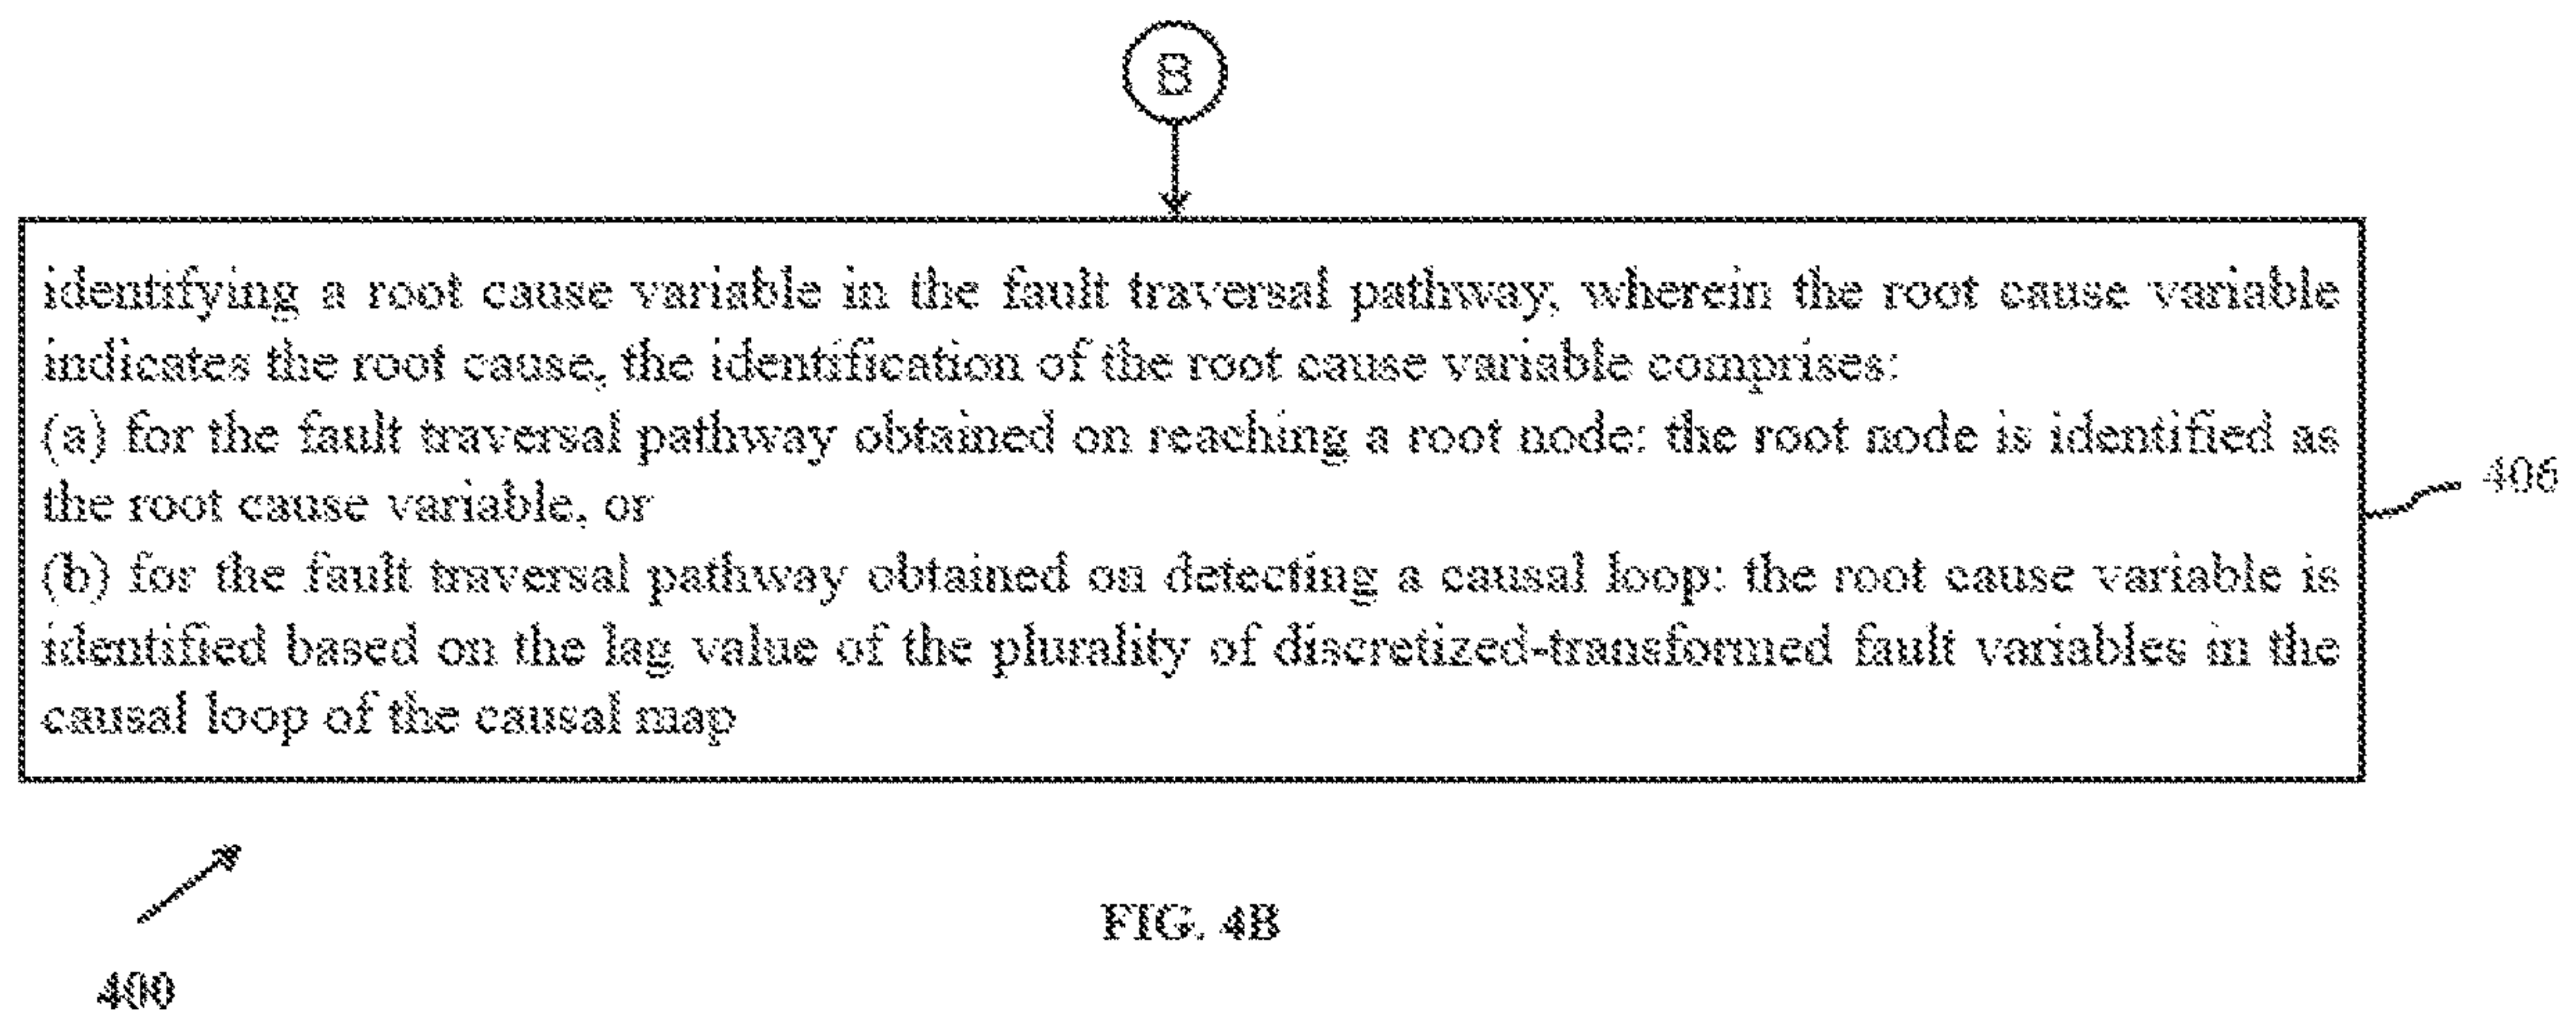 B
identifying a root cause variable in the fault traversal pathway, wherein the root cause variable
indicates the root cause, the identification of the root cause variable comprises:
(a) for the fault traversal pathway obtained on reaching a root node: the root node is identified as
the root cause variable, or
(b) for the fault traversal pathway obtained on detecting a causal loop: the root cause variable is
identified based on the lag value of the plurality of discretized-transformed fault variables in the
causal loop of the causal map
406
FIG. 4B
400